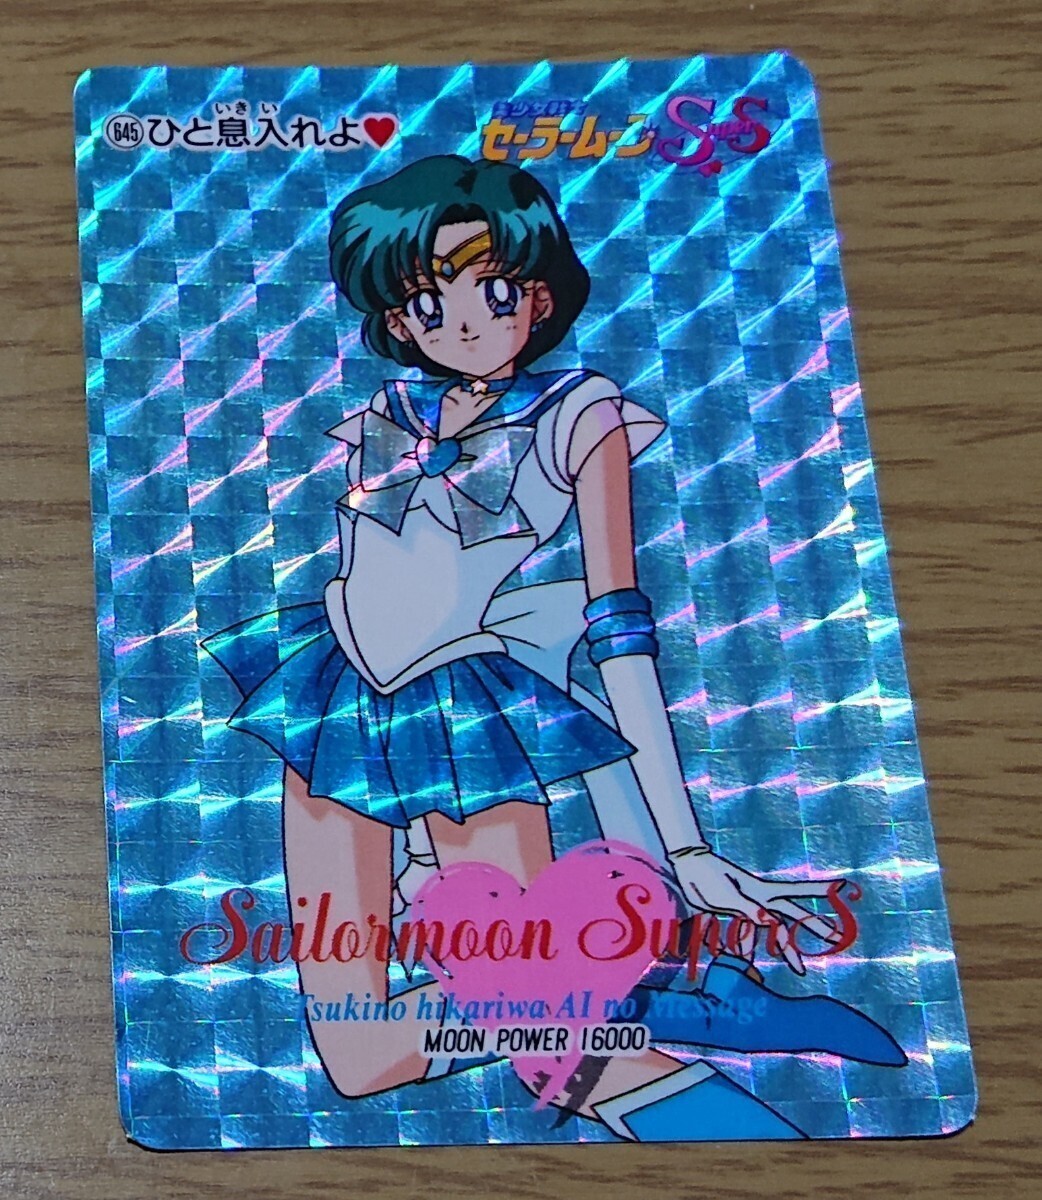 645 ひと息入れよ♥
いきい
美少女戦士
セーラームーン SuperS
Sailormoon SuperS
Tsukino hikariwa AI no Message
MOON POWER 16000